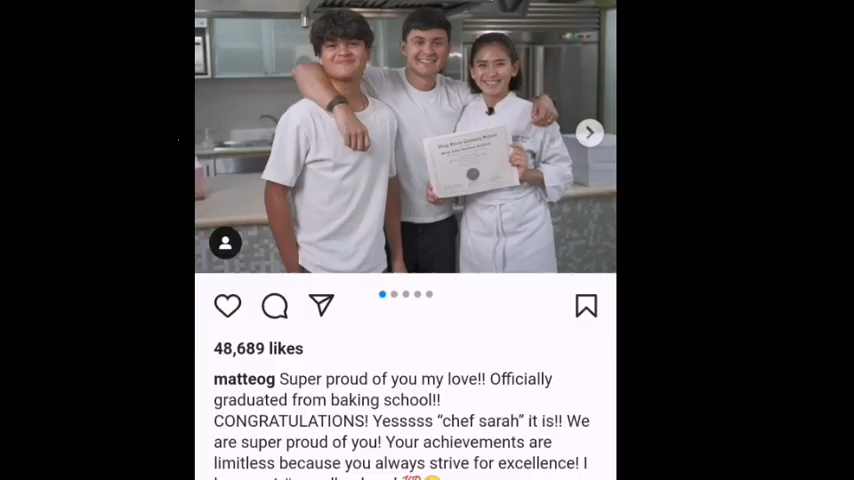 48,689 likes
matteog Super proud of you my love!! Officially
graduated from baking school!!
CONGRATULATIONS! Yesssss “chef sarah” it is!! We
are super proud of you! Your achievements are
limitless because you always strive for excellence! I